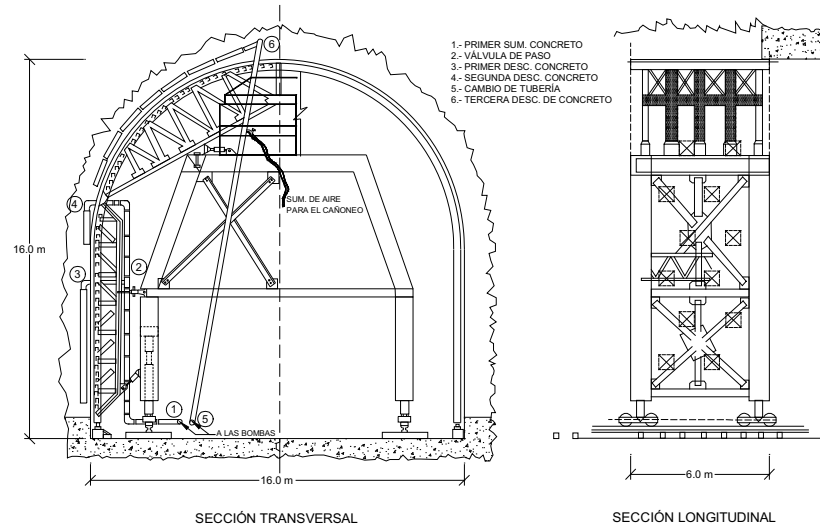 1.- PRIMER SUM. CONCRETO
2.- VÁLVULA DE PASO
3.- PRIMER DESC. CONCRETO
4.- SEGUNDA DESC. CONCRETO
5.- CAMBIO DE TUBERÍA
6.- TERCERA DESC. DE CONCRETO
6
4
SUM. DE AIRE
PARA EL CAÑONEO
16.0 m
2
3
1
5
A LAS BOMBAS
16.0 m
6.0 m
SECCIÓN TRANSVERSAL
SECCIÓN LONGITUDINAL